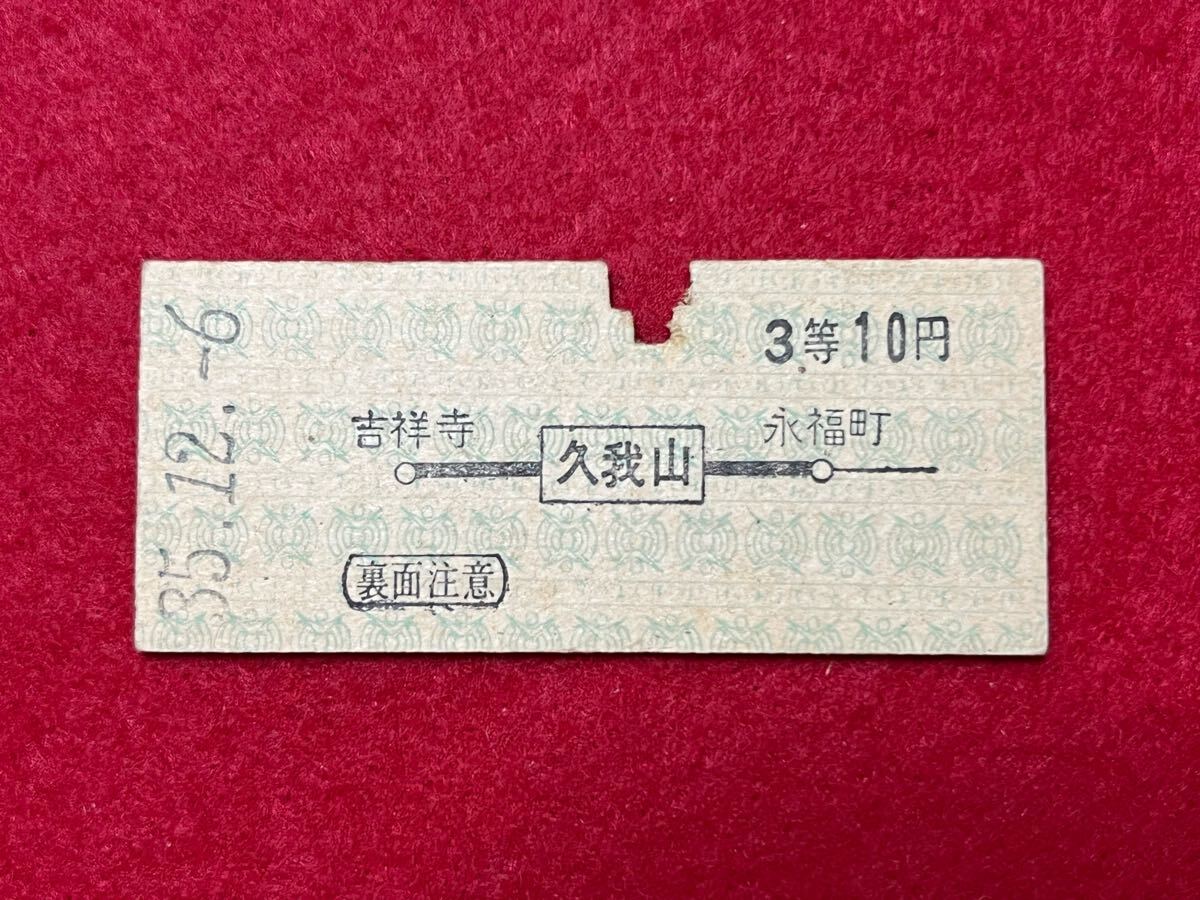 35.12.-6
3等10円
吉祥寺 久我山 永福町
裏面注意